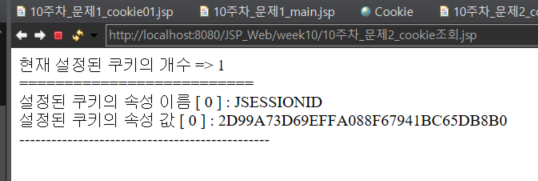 10주차_문제1_cookie01.jsp 10주차_문제1_main.jsp Cookie 10주차_문제2_co
http://localhost:8080/JSP_Web/week10/10주차_문제2_cookie조회.jsp
현재 설정된 쿠키의 개수 => 1
==========================
설정된 쿠키의 속성 이름 [ 0 ] : JSESSIONID
설정된 쿠키의 속성 값 [ 0 ] : 2D99A73D69EFFA088F67941BC65DB8B0
---------------------------------------------